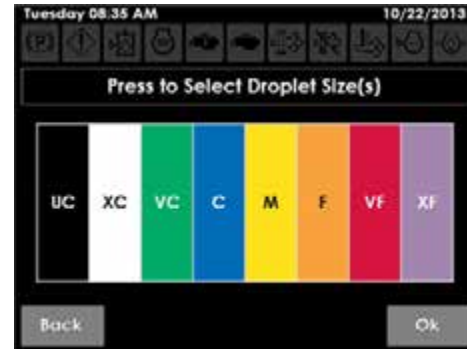 Tuesday 08:35 AM 10/22/2013
(P)
Press to Select Droplet Size(s)
UC XC VC C M F VF XF
Back Ok